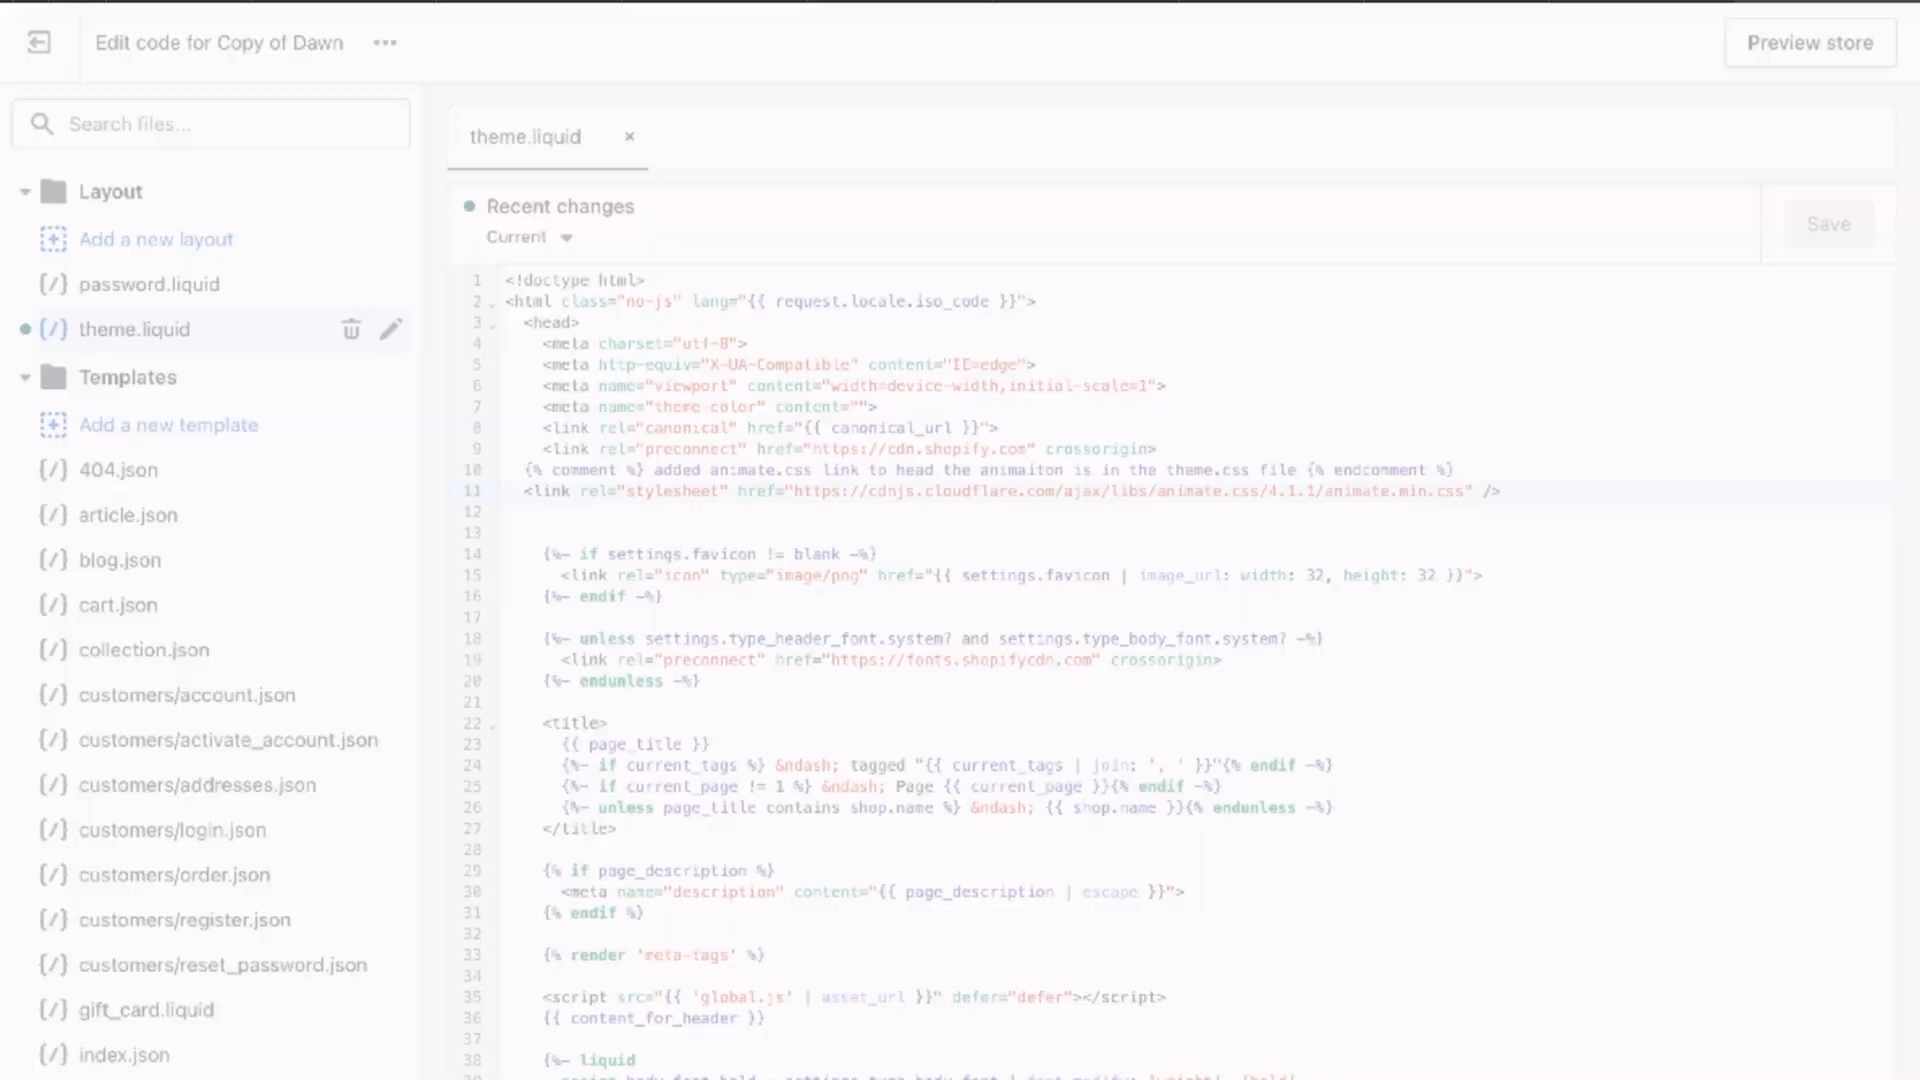 Edit code for Copy of Dawn
Preview store
Search files...
Layout
Add a new layout
{/} password.liquid
{/} theme.liquid
Templates
Add a new template
{/} 404.json
{/} article.json
{/} blog.json
{/} cart.json
{/} collection.json
{/} customers/account.json
{/} customers/activate_account.json
{/} customers/addresses.json
{/} customers/login.json
{/} customers/order.json
{/} customers/register.json
{/} customers/reset_password.json
{/} gift_card.liquid
{/} index.json
theme.liquid ×
Recent changes
Current
Save
1 <!doctype html>
2 <html class="no-js" lang="{{ request.locale.iso_code }}">
3 <head>
4 <meta charset="utf-8">
5 <meta http-equiv="X-UA-Compatible" content="IE=edge">
6 <meta name="viewport" content="width=device-width,initial-scale=1">
7 <meta name="theme-color" content="">
8 <link rel="canonical" href="{{ canonical_url }}">
9 <link rel="preconnect" href="https://cdn.shopify.com" crossorigin>
10 {% comment %} added animate.css link to head the animaiton is in the theme.css file {% endcomment %}
11 <link rel="stylesheet" href="https://cdnjs.cloudflare.com/ajax/libs/animate.css/4.1.1/animate.min.css" />
12
13
14 {%- if settings.favicon != blank -%}
15 <link rel="icon" type="image/png" href="{{ settings.favicon | image_url: width: 32, height: 32 }}">
16 {%- endif -%}
17
18 {%- unless settings.type_header_font.system? and settings.type_body_font.system? -%}
19 <link rel="preconnect" href="https://fonts.shopifycdn.com" crossorigin>
20 {%- endunless -%}
21
22 <title>
23 {{ page_title }}
24 {%- if current_tags %} &ndash; tagged "{{ current_tags | join: ', ' }}"{% endif -%}
25 {%- if current_page != 1 %} &ndash; Page {{ current_page }}{% endif -%}
26 {%- unless page_title contains shop.name %} &ndash; {{ shop.name }}{% endunless -%}
27 </title>
28
29 {% if page_description %}
30 <meta name="description" content="{{ page_description | escape }}">
31 {% endif %}
32
33 {% render 'meta-tags' %}
34
35 <script src="{{ 'global.js' | asset_url }}" defer="defer"></script>
36 {{ content_for_header }}
37
38 {%- liquid